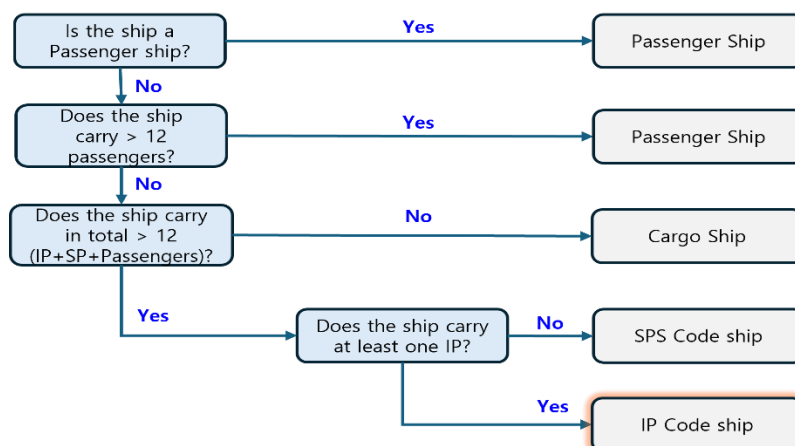 Is the ship a
Passenger ship?
Yes
Passenger Ship
No
Does the ship
carry > 12
passengers?
Yes
Passenger Ship
No
Does the ship carry
in total > 12
(IP+SP+Passengers)?
No
Cargo Ship
Yes
Does the ship carry
at least one IP?
No
SPS Code ship
Yes
IP Code ship